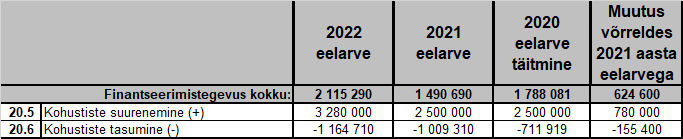 2022 eelarve 2021 eelarve 2020 eelarve täitmine Muutus võrreldes 2021 aasta eelarvega
Finantseerimistegevus kokku: 2 115 290 1 490 690 1 788 081 624 600
20.5 Kohustiste suurenemine (+) 3 280 000 2 500 000 2 500 000 780 000
20.6 Kohustiste tasumine (-) -1 164 710 -1 009 310 -711 919 -155 400